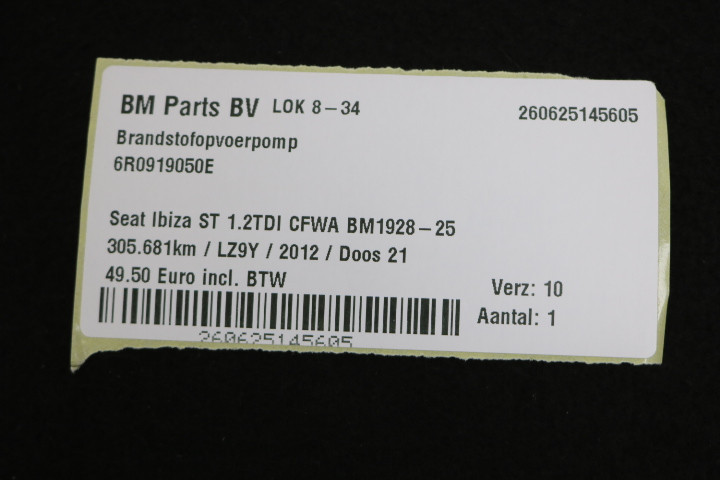 BM Parts BV LOK 8-34 260625145605
Brandstofopvoerpomp
6R0919050E
Seat Ibiza ST 1.2TDI CFWA BM1928-25
305.681km / LZ9Y / 2012 / Doos 21
49.50 Euro incl. BTW
Verz: 10
Aantal: 1
260625145605